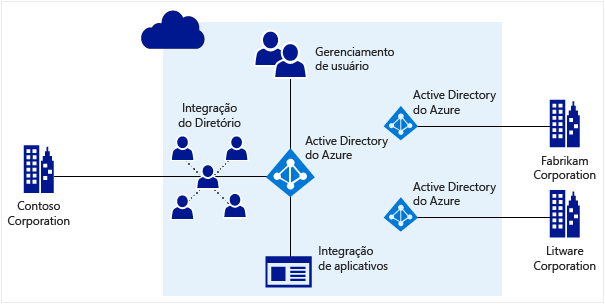 Gerenciamento
de usuário
Integração
do Diretório
Active Directory
do Azure
Active Directory
do Azure
Fabrikam
Corporation
Contoso
Corporation
Active Directory
do Azure
Litware
Corporation
Integração
de aplicativos